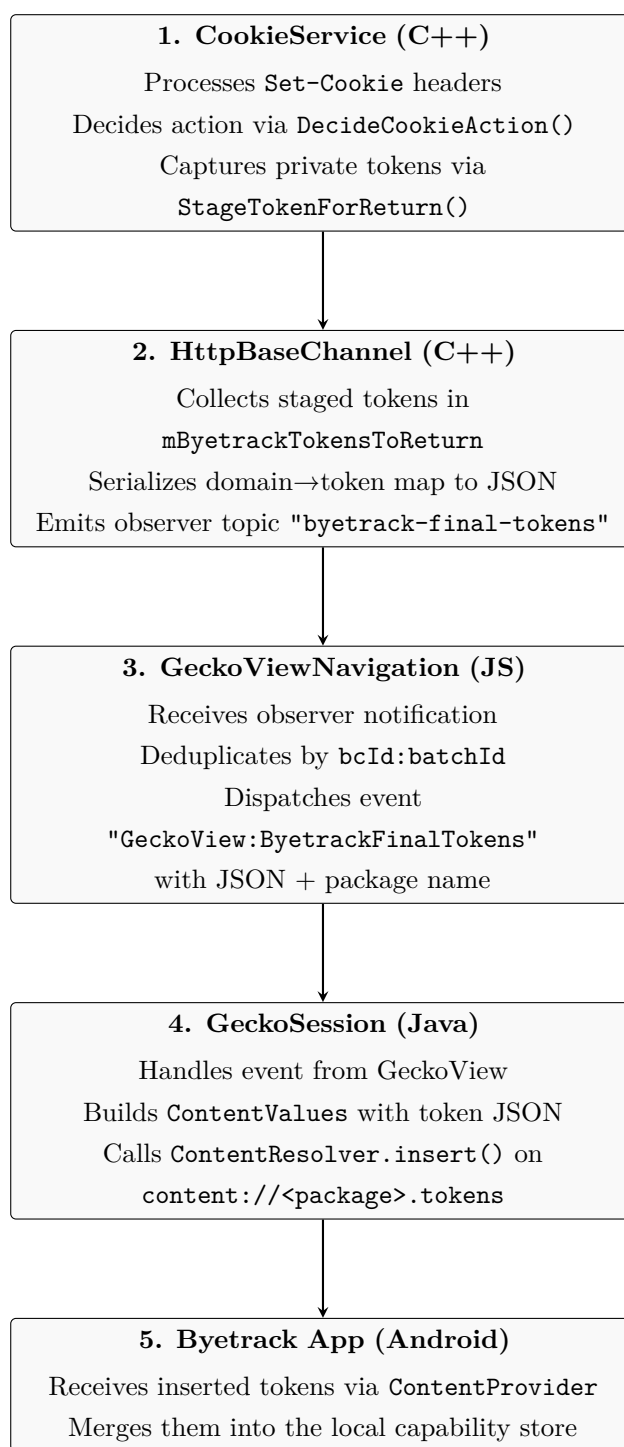 1. CookieService (C++)
Processes Set-Cookie headers
Decides action via DecideCookieAction()
Captures private tokens via
StageTokenForReturn()
2. HttpBaseChannel (C++)
Collects staged tokens in
mByetrackTokensToReturn
Serializes domain→token map to JSON
Emits observer topic "byetrack-final-tokens"
3. GeckoViewNavigation (JS)
Receives observer notification
Deduplicates by bcId:batchId
Dispatches event
"GeckoView:ByetrackFinalTokens"
with JSON + package name
4. GeckoSession (Java)
Handles event from GeckoView
Builds ContentValues with token JSON
Calls ContentResolver.insert() on
content://<package>.tokens
5. Byetrack App (Android)
Receives inserted tokens via ContentProvider
Merges them into the local capability store